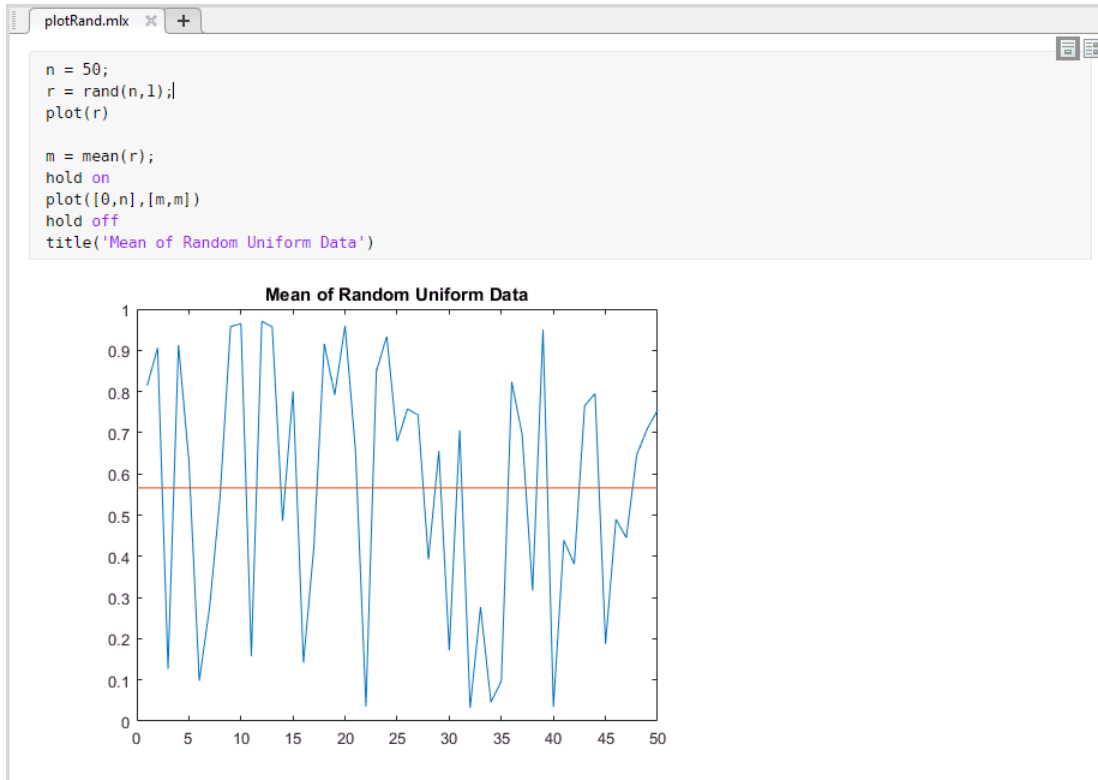 plotRand.mlx
n = 50;
r = rand(n,1);
plot(r)
m = mean(r);
hold on
plot([0,n],[m,m])
hold off
title('Mean of Random Uniform Data')
Mean of Random Uniform Data
1
0.9
0.8
0.7
0.6
0.5
0.4
0.3
0.2
0.1
0
0 5 10 15 20 25 30 35 40 45 50